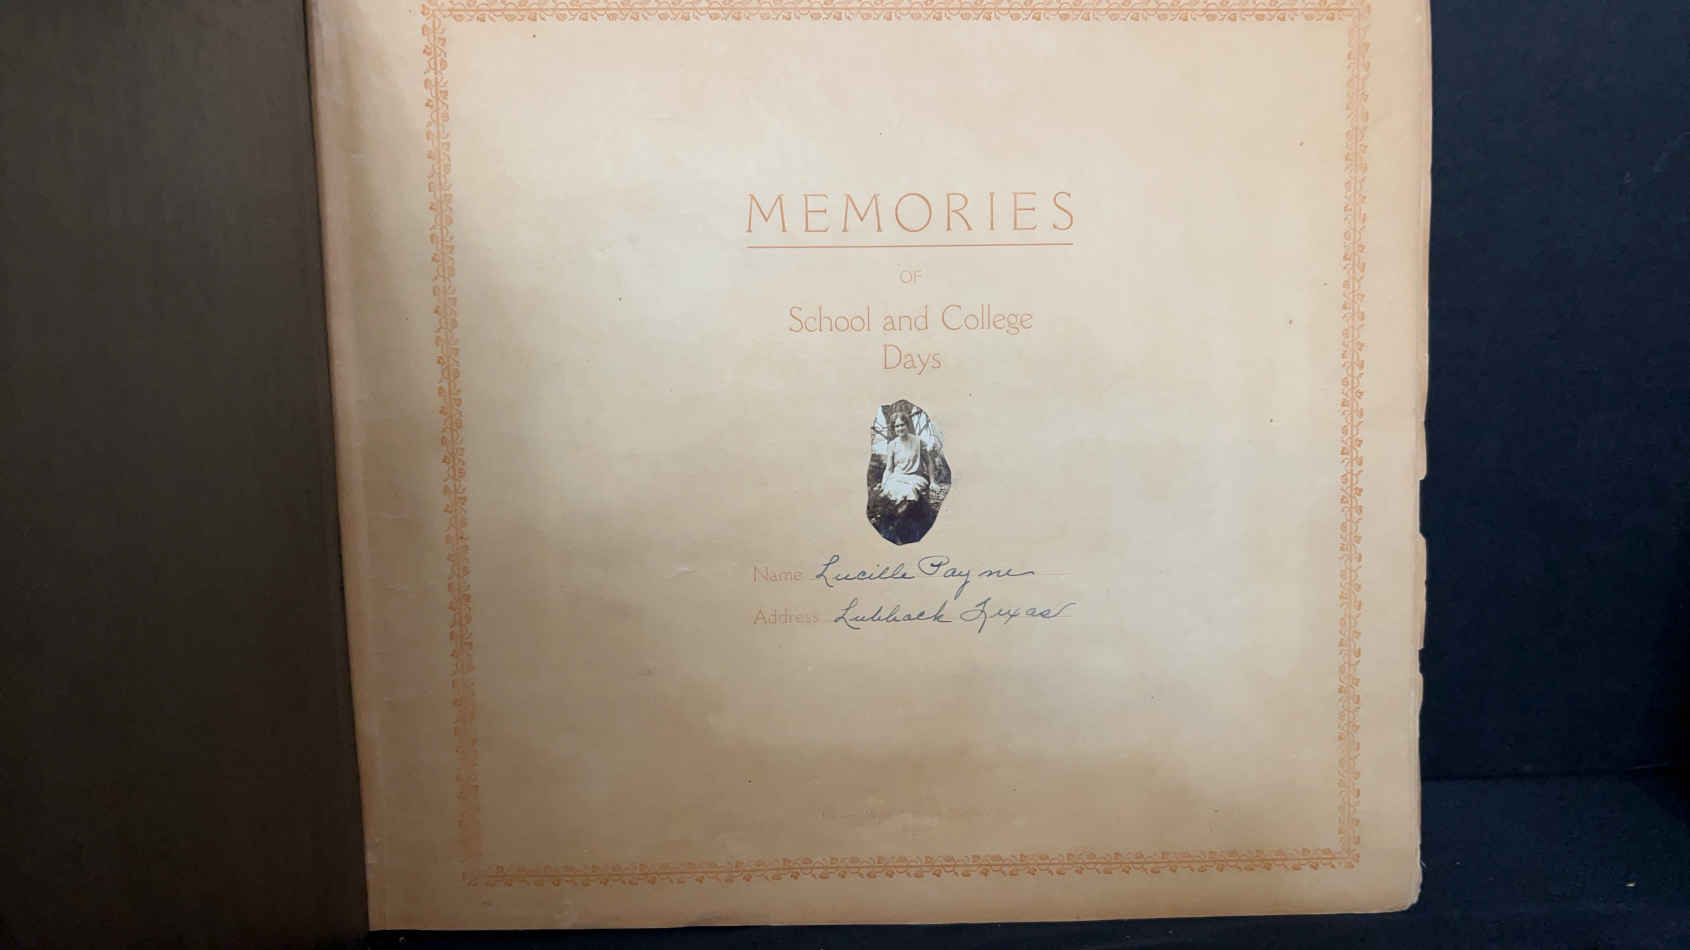 MEMORIES
OF
School and College
Days
Name Lucille Payne
Address Lubbock Texas